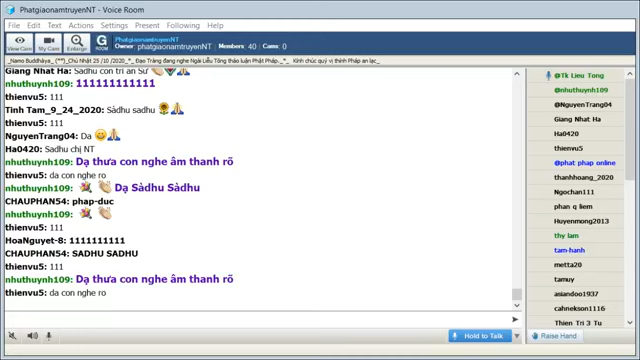 PhatgiaonamtruyenNT - Voice Room
File Edit Text Actions Settings Present Following Help
View Cam
My Cam
Enlarge
G
ROOM
PhatgiaonamtruyenNT
Owner: phatgiaonamtruyenNT Members: 40 Cams: 0
_Namo Buddhàya_ (**)_Chủ Nhật 25 /10 /2020_*_ Đạo Tràng đang nghe Ngài Liễu Tông thảo luận Phật Pháp._*_ Kính chúc quý vị thính Pháp an lạc_
Giang Nhat Ha: Sadhu con tri ân Sư
nhuthuynh109: 111111111111
thienvu5: 111
Tinh Tam_9_24_2020: Sàdhu sadhu
thienvu5: 111
NguyenTrang04: Dạ
Ha0420: Sadhu chị NT
nhuthuynh109: Dạ thưa con nghe âm thanh rõ
thienvu5: da con nghe ro
nhuthuynh109: Dạ Sàdhu Sàdhu
CHAUPHAN54: phap-duc
nhuthuynh109:
thienvu5: 111
HoaNguyet-8: 1111111111
CHAUPHAN54: SADHU SADHU
thienvu5: 111
nhuthuynh109: Dạ thưa con nghe âm thanh rõ
thienvu5: da con nghe ro
@Tk Lieu Tong
@nhuthuynh109
@NguyenTrang04
Giang Nhat Ha
Ha0420
thienvu5
@phat phap online
thanhhoang_2020
Ngochan111
phan q liem
Huyenmong2013
thy lam
tam-hanh
metta20
tamuy
asiandoo1937
cahnekson1116
Thien Tri 3 Tu
Hold to Talk
Raise Hand